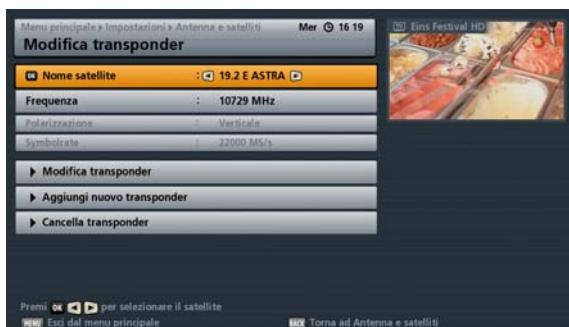 Menu principale › Impostazioni › Antenna e satelliti Mer 16 19
Modifica transponder
TV Eins Festival HD
OK Nome satellite : ◄ 19.2 E ASTRA ►
Frequenza : 10729 MHz
Polarizzazione : Verticale
Symbolrate : 22000 MS/s
► Modifica transponder
► Aggiungi nuovo transponder
► Cancella transponder
Premi OK ◄ ► per selezionare il satellite
MENU Esci dal menu principale BACK Torna ad Antenna e satelliti